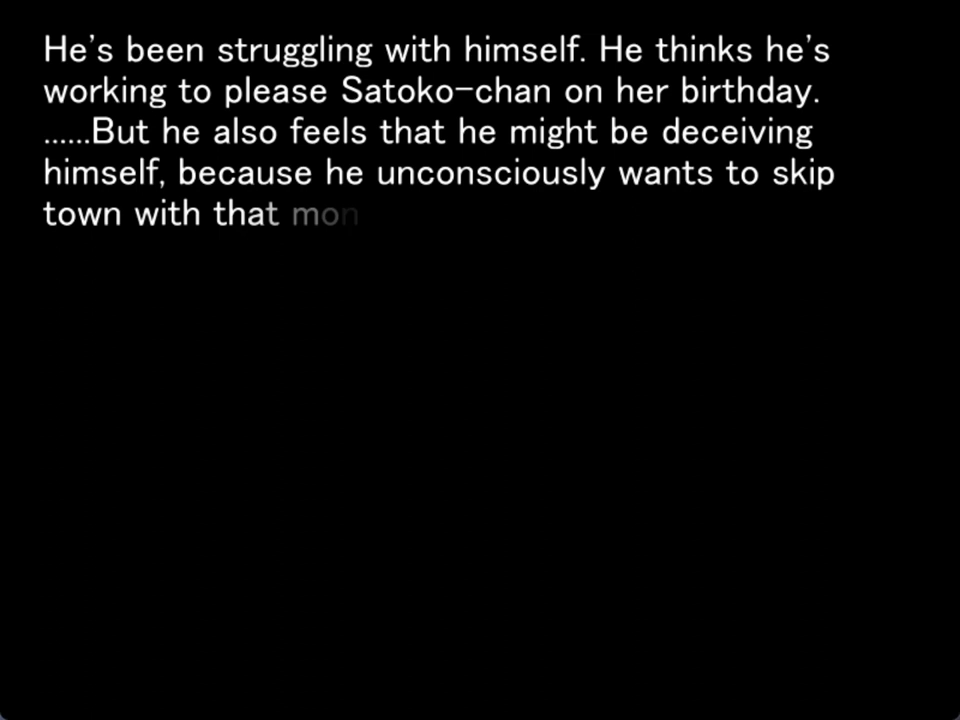 He's been struggling with himself. He thinks he's
working to please Satoko-chan on her birthday.
......But he also feels that he might be deceiving
himself, because he unconsciously wants to skip
town with that mon